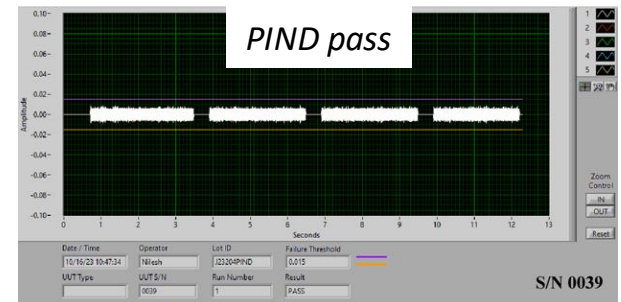 PIND pass
0.10-
0.08-
0.06-
0.04-
0.02-
0.00-
-0.02-
-0.04-
-0.06-
-0.08-
-0.10-
Amplitude
0 1 2 3 4 5 6 7 8 9 10 11 12 13
Seconds
1
2
3
4
5
Zoom
Control
IN
OUT
Reset
Date / Time Operator Lot ID Failure Threshold
10/16/23 10:47:34 Nilesh J23204PIND 0.015
UUT Type UUT S/N Run Number Result
0039 1 PASS
S/N 0039